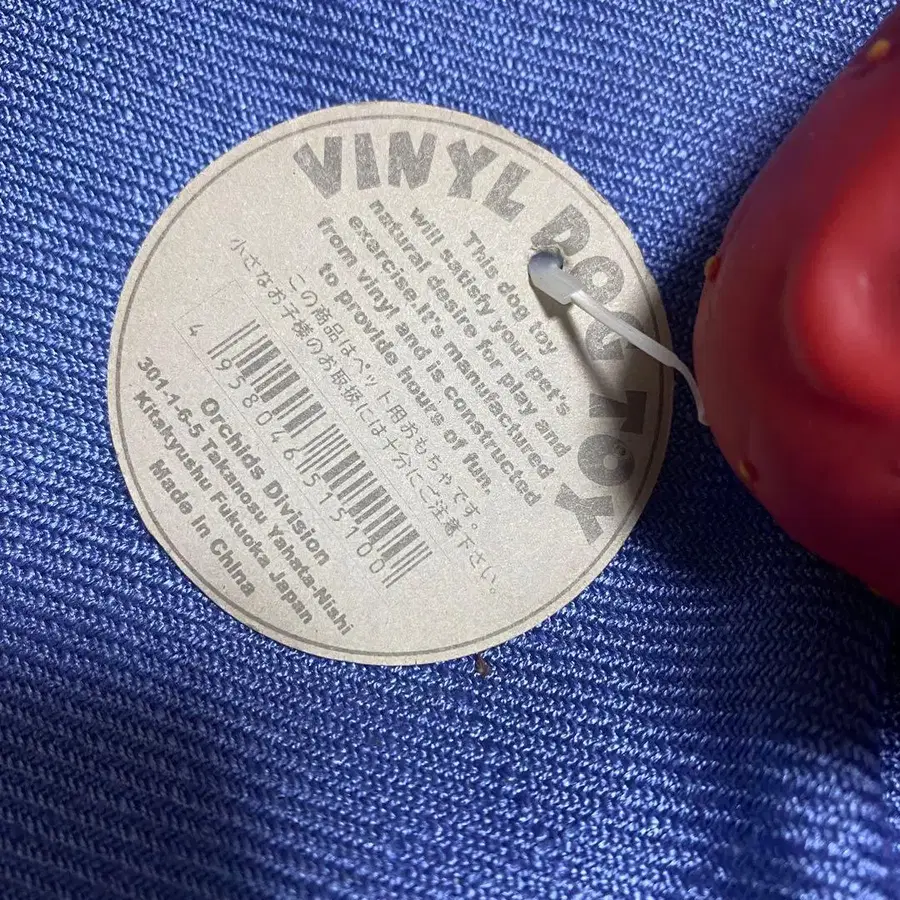 VINYL DOG TOY
This dog toy
will satisfy your pet's
natural desire for play and
exarcise.It's manufactured
from vinyl and is constructed
to provide hours of fun.
この商品はペット用おもちゃです。
小さなお子様のお取扱には十分にご注意下さい。
4 958046 515100
Orchids Division
301-1-6-5 Takanosu Yahata-Nishi
Kitakyushu Fukuoka Japan
Made in China